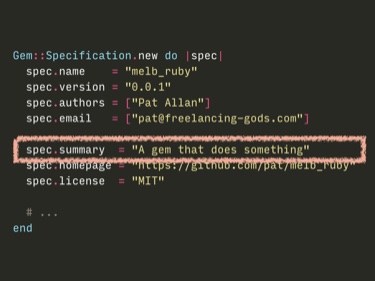 Gem::Specification.new do |spec|
  spec.name    = "melb_ruby"
  spec.version = "0.0.1"
  spec.authors = ["Pat Allan"]
  spec.email   = ["pat@freelancing-gods.com"]
  spec.summary  = "A gem that does something"
  spec.homepage = "https://github.com/pat/melb_ruby"
  spec.license  = "MIT"
  # ...
end